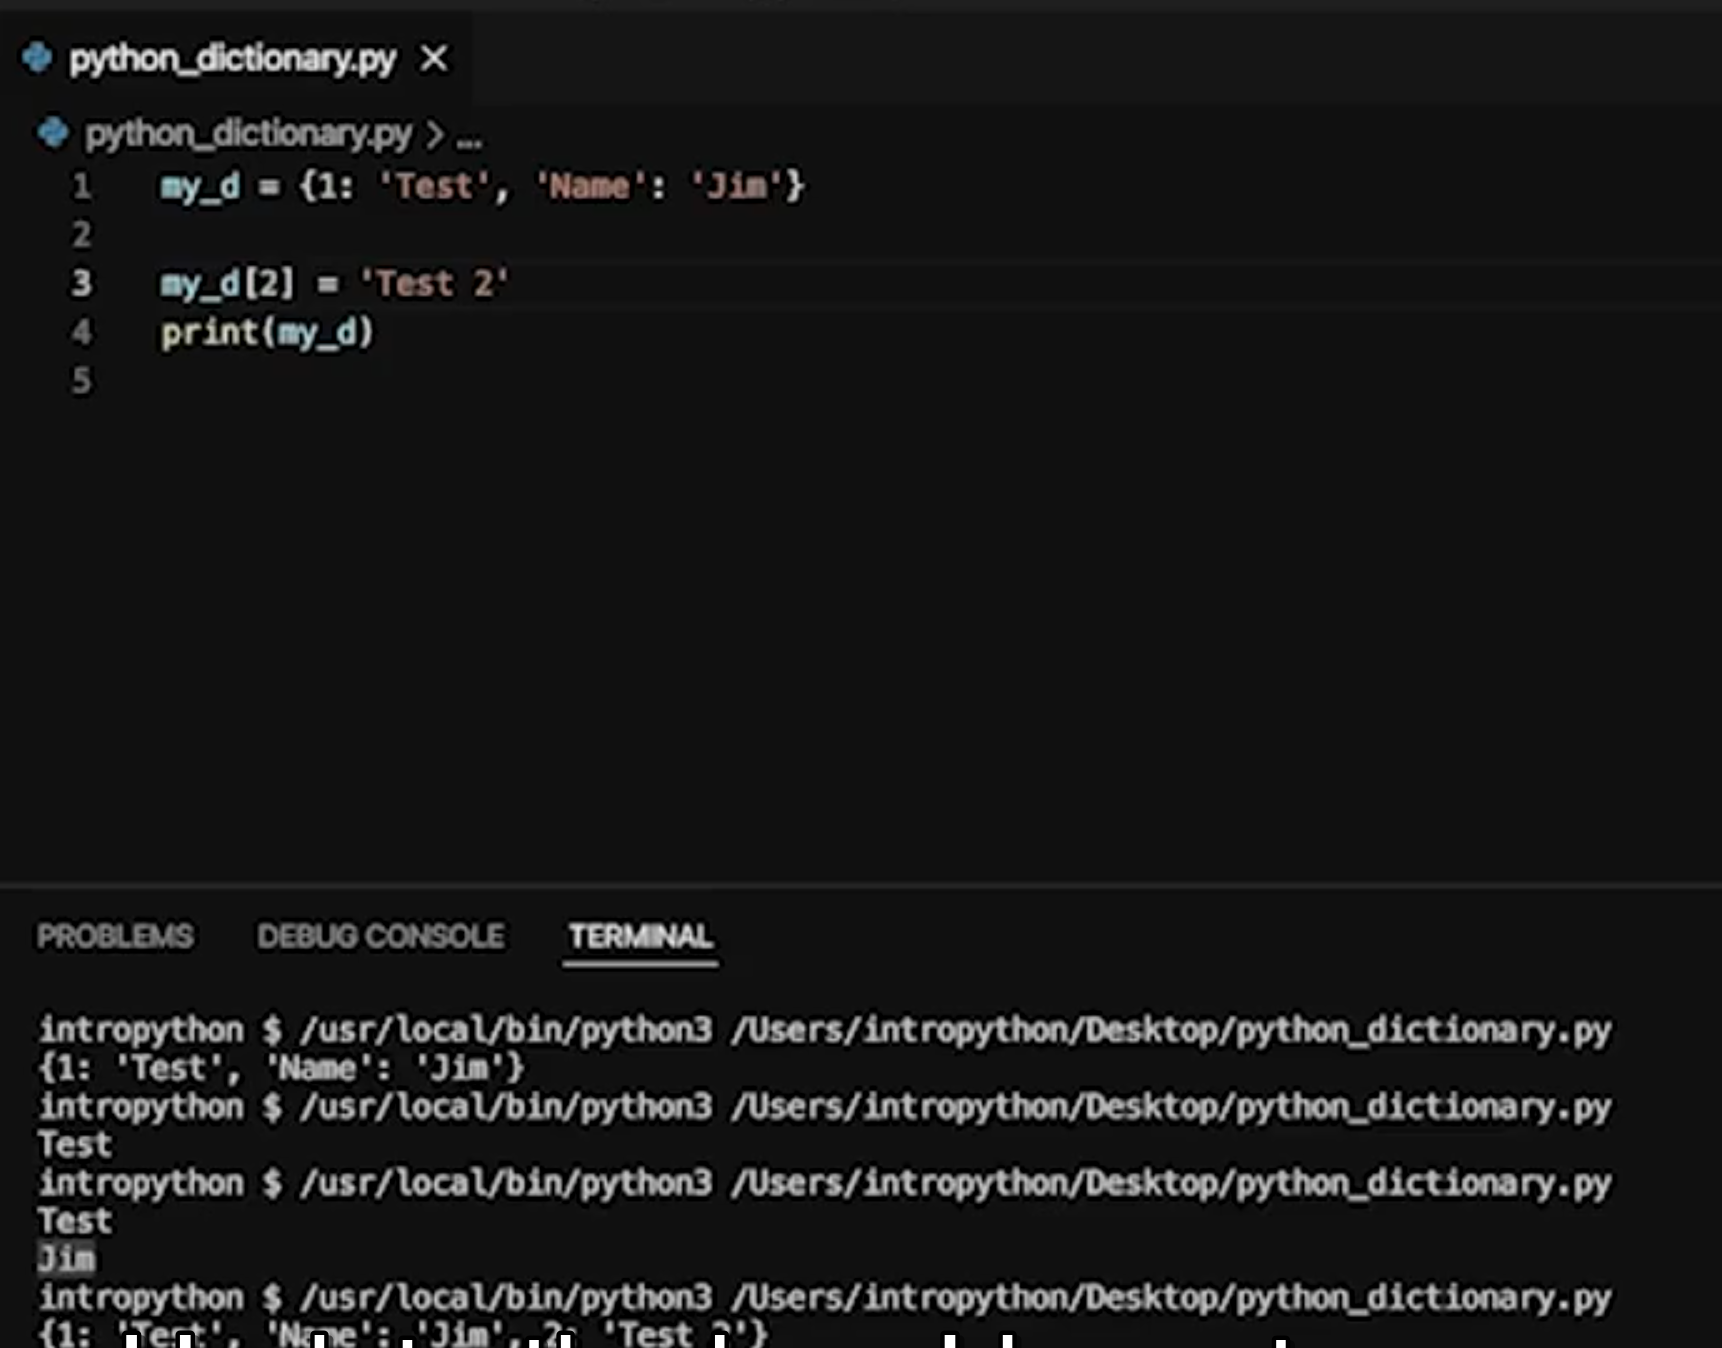 python_dictionary.py ×
python_dictionary.py > ...
1 my_d = {1: 'Test', 'Name': 'Jim'}
2
3 my_d[2] = 'Test 2'
4 print(my_d)
5
PROBLEMS DEBUG CONSOLE TERMINAL
intropython $ /usr/local/bin/python3 /Users/intropython/Desktop/python_dictionary.py
{1: 'Test', 'Name': 'Jim'}
intropython $ /usr/local/bin/python3 /Users/intropython/Desktop/python_dictionary.py
Test
intropython $ /usr/local/bin/python3 /Users/intropython/Desktop/python_dictionary.py
Test
Jim
intropython $ /usr/local/bin/python3 /Users/intropython/Desktop/python_dictionary.py
{1: 'Test', 'Name': 'Jim', 2: 'Test 2'}